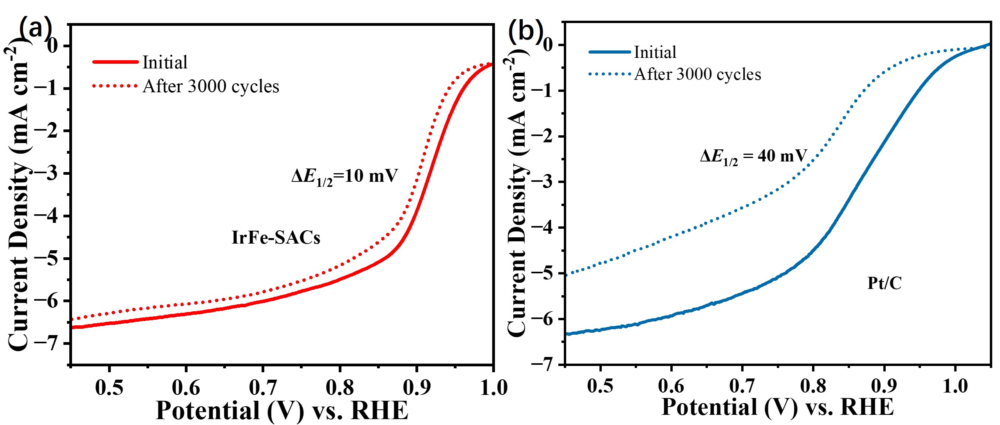 (a)
Current Density (mA cm⁻²)
0
−1
−2
−3
−4
−5
−6
−7
Initial
After 3000 cycles
ΔE1/2=10 mV
IrFe-SACs
0.5 0.6 0.7 0.8 0.9 1.0
Potential (V) vs. RHE
(b)
Current Density (mA cm⁻²)
0
−1
−2
−3
−4
−5
−6
−7
Initial
After 3000 cycles
ΔE1/2 = 40 mV
Pt/C
0.5 0.6 0.7 0.8 0.9 1.0
Potential (V) vs. RHE